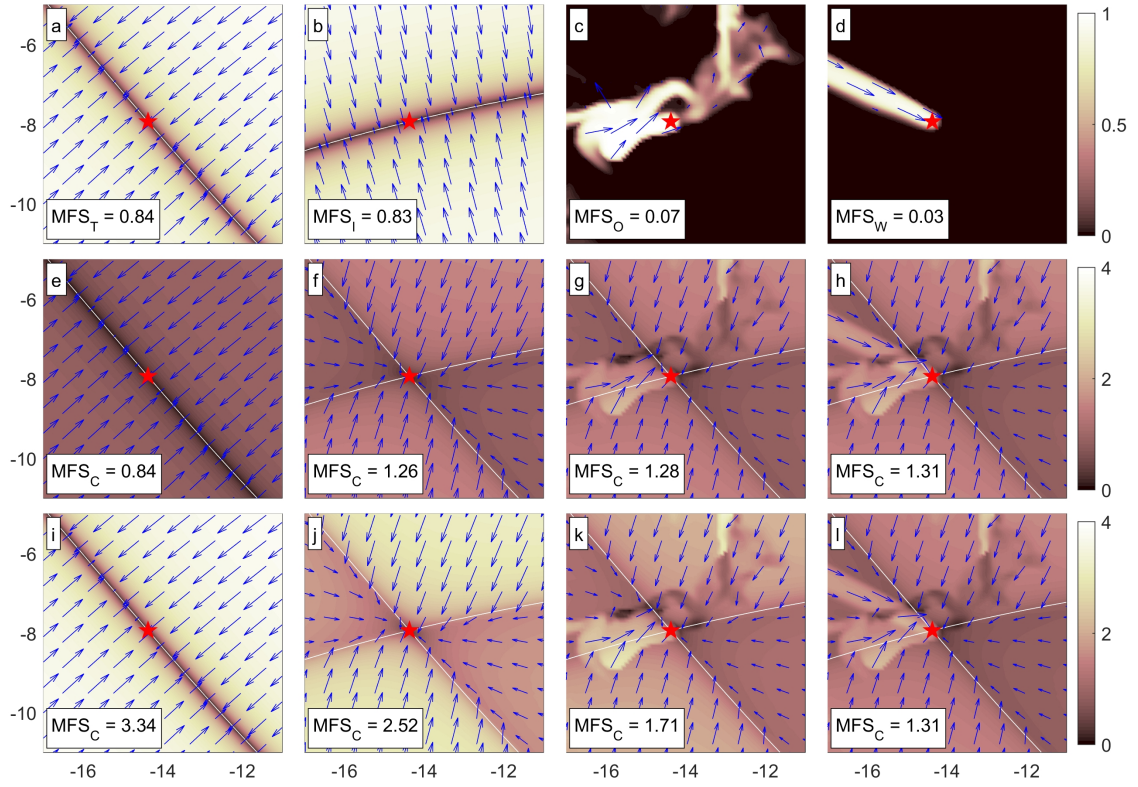 a b c d
1
-6
-8
0.5
-10
MFS_T = 0.84 MFS_I = 0.83 MFS_O = 0.07 MFS_W = 0.03
0
e f g h
4
-6
-8
2
-10
MFS_C = 0.84 MFS_C = 1.26 MFS_C = 1.28 MFS_C = 1.31
0
i j k l
4
-6
-8
2
-10
MFS_C = 3.34 MFS_C = 2.52 MFS_C = 1.71 MFS_C = 1.31
0
-16 -14 -12 -16 -14 -12 -16 -14 -12 -16 -14 -12